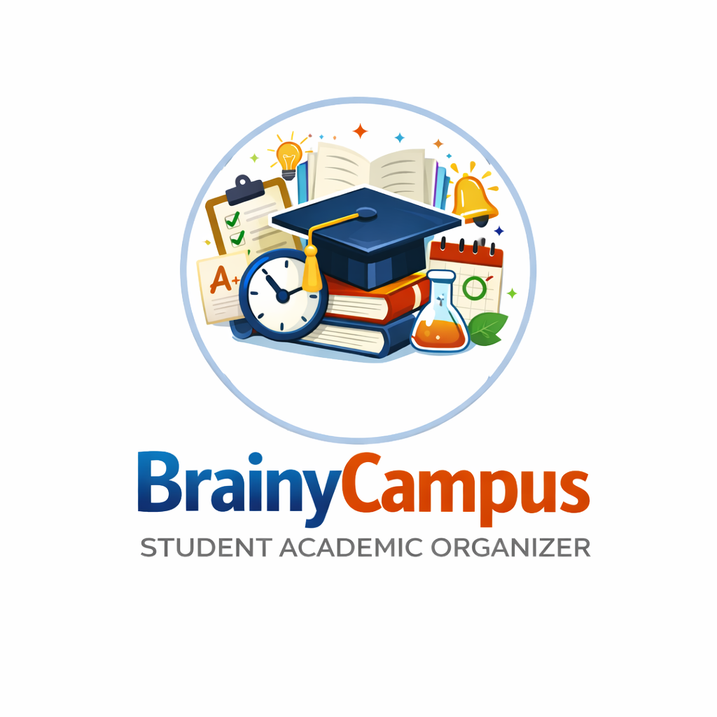 A+
BrainyCampus
STUDENT ACADEMIC ORGANIZER